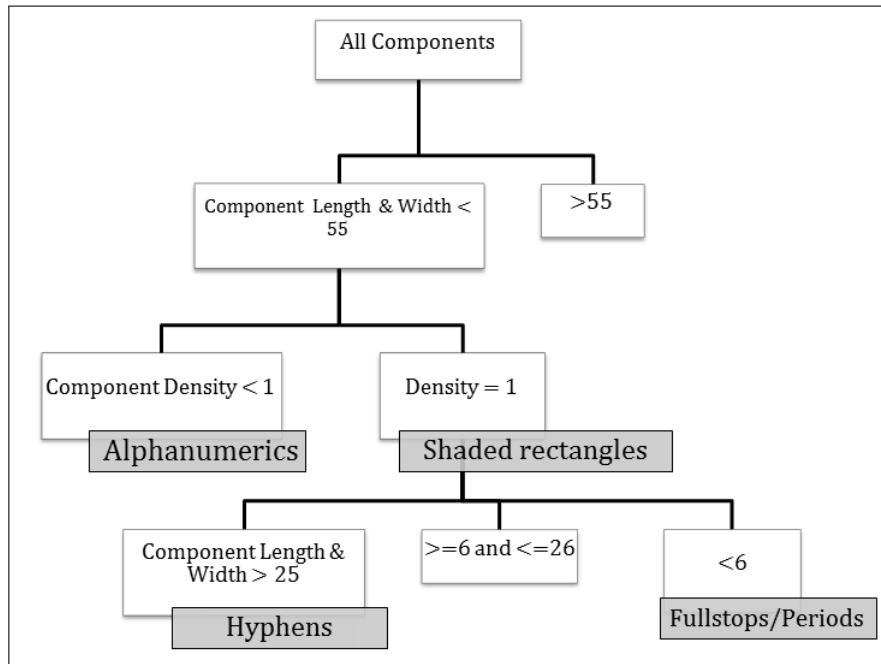 All Components
Component Length & Width <
55
>55
Component Density < 1
Alphanumerics
Density = 1
Shaded rectangles
Component Length &
Width > 25
Hyphens
>=6 and <=26
<6
Fullstops/Periods